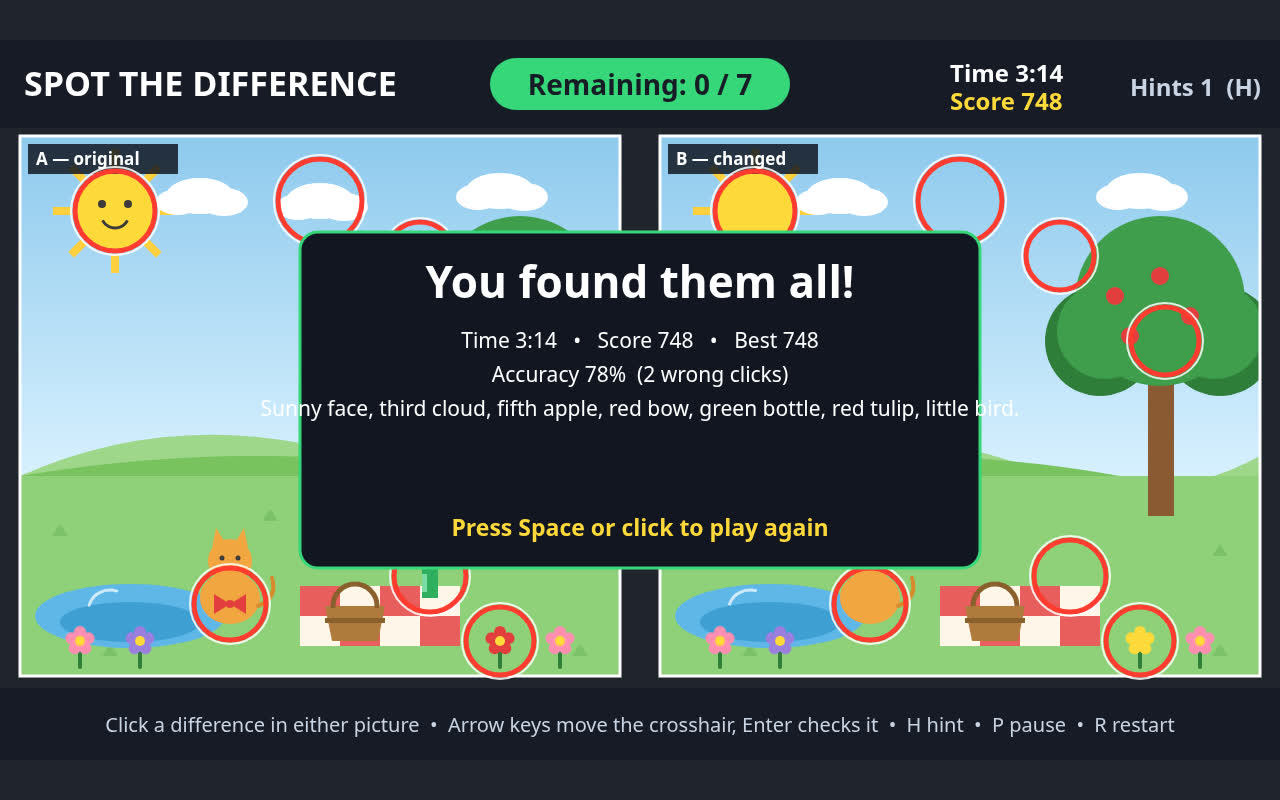 SPOT THE DIFFERENCE
Remaining: 0 / 7
Time 3:14
Score 748
Hints 1 (H)
A — original
B — changed
You found them all!
Time 3:14 • Score 748 • Best 748
Accuracy 78% (2 wrong clicks)
Sunny face, third cloud, fifth apple, red bow, green bottle, red tulip, little bird.
Press Space or click to play again
Click a difference in either picture • Arrow keys move the crosshair, Enter checks it • H hint • P pause • R restart